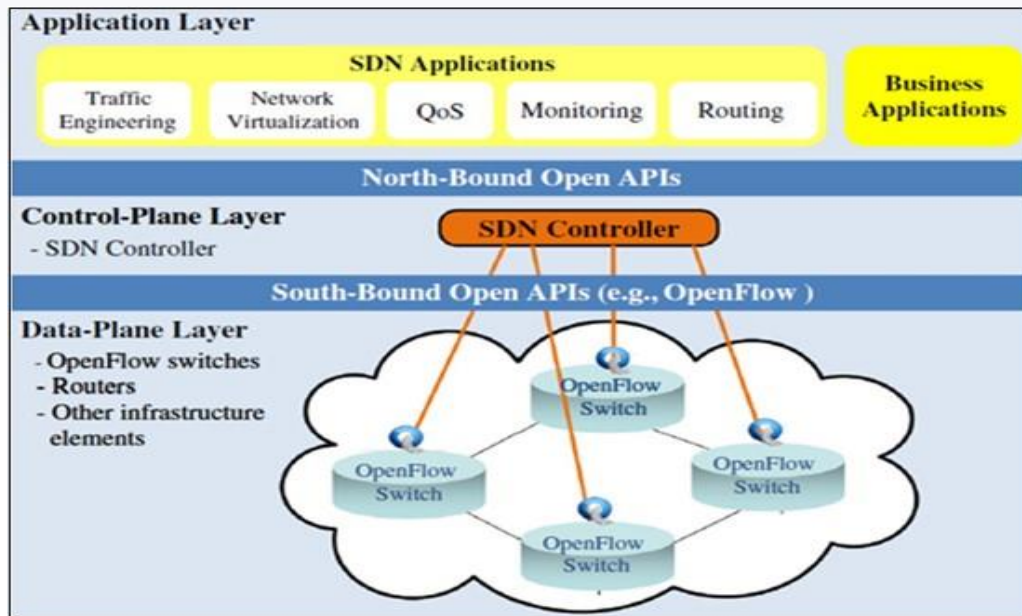 Application Layer
SDN Applications
Traffic
Engineering
Network
Virtualization
QoS
Monitoring
Routing
Business
Applications
North-Bound Open APIs
Control-Plane Layer
- SDN Controller
SDN Controller
South-Bound Open APIs (e.g., OpenFlow )
Data-Plane Layer
- OpenFlow switches
- Routers
- Other infrastructure
elements
OpenFlow
Switch
OpenFlow
Switch
OpenFlow
Switch
OpenFlow
Switch